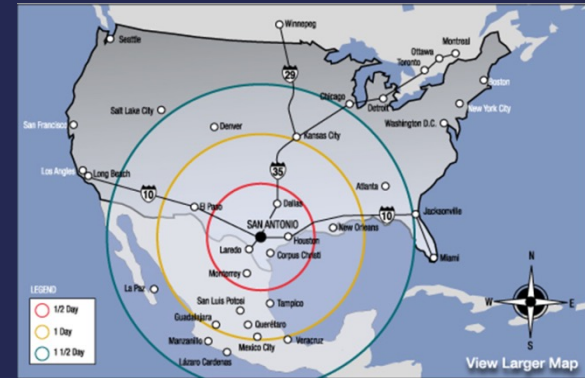 Winnepeg
Seattle
Montreal
Ottawa
Toronto
29
Boston
Chicago
Detroit
Salt Lake City
New York City
San Francisco
Denver
Kansas City
Washington D.C.
35
Los Angles
Long Beach
Atlanta
10
El Paso
Dallas
10
Jacksonville
SAN ANTONIO
New Orleans
Houston
Laredo
Corpus Christi
Miami
Monterrey
N
LEGEND
La Paz
1/2 Day
San Luis Potosi
Tampico
W
E
Guadalajara
Querétaro
1 Day
Manzanillo
Mexico City
Veracruz
S
1 1/2 Day
Lázaro Cardenas
View Larger Map